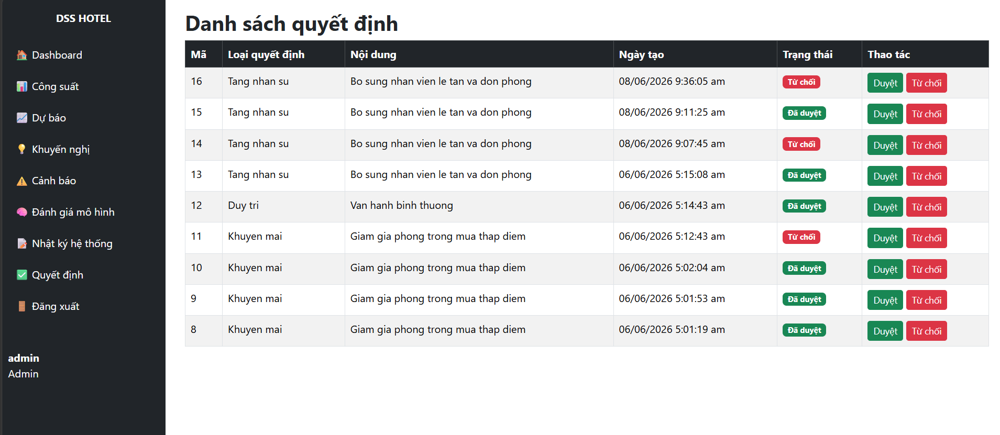 DSS HOTEL
Dashboard
Công suất
Dự báo
Khuyến nghị
Cảnh báo
Đánh giá mô hình
Nhật ký hệ thống
Quyết định
Đăng xuất
admin
Admin
Danh sách quyết định
Mã Loại quyết định Nội dung Ngày tạo Trạng thái Thao tác
16 Tang nhan su Bo sung nhan vien le tan va don phong 08/06/2026 9:36:05 am Từ chối Duyệt Từ chối
15 Tang nhan su Bo sung nhan vien le tan va don phong 08/06/2026 9:11:25 am Đã duyệt Duyệt Từ chối
14 Tang nhan su Bo sung nhan vien le tan va don phong 08/06/2026 9:07:45 am Từ chối Duyệt Từ chối
13 Tang nhan su Bo sung nhan vien le tan va don phong 06/06/2026 5:15:08 am Đã duyệt Duyệt Từ chối
12 Duy tri Van hanh binh thuong 06/06/2026 5:14:43 am Đã duyệt Duyệt Từ chối
11 Khuyen mai Giam gia phong trong mua thap diem 06/06/2026 5:12:43 am Từ chối Duyệt Từ chối
10 Khuyen mai Giam gia phong trong mua thap diem 06/06/2026 5:02:04 am Đã duyệt Duyệt Từ chối
9 Khuyen mai Giam gia phong trong mua thap diem 06/06/2026 5:01:53 am Đã duyệt Duyệt Từ chối
8 Khuyen mai Giam gia phong trong mua thap diem 06/06/2026 5:01:19 am Đã duyệt Duyệt Từ chối